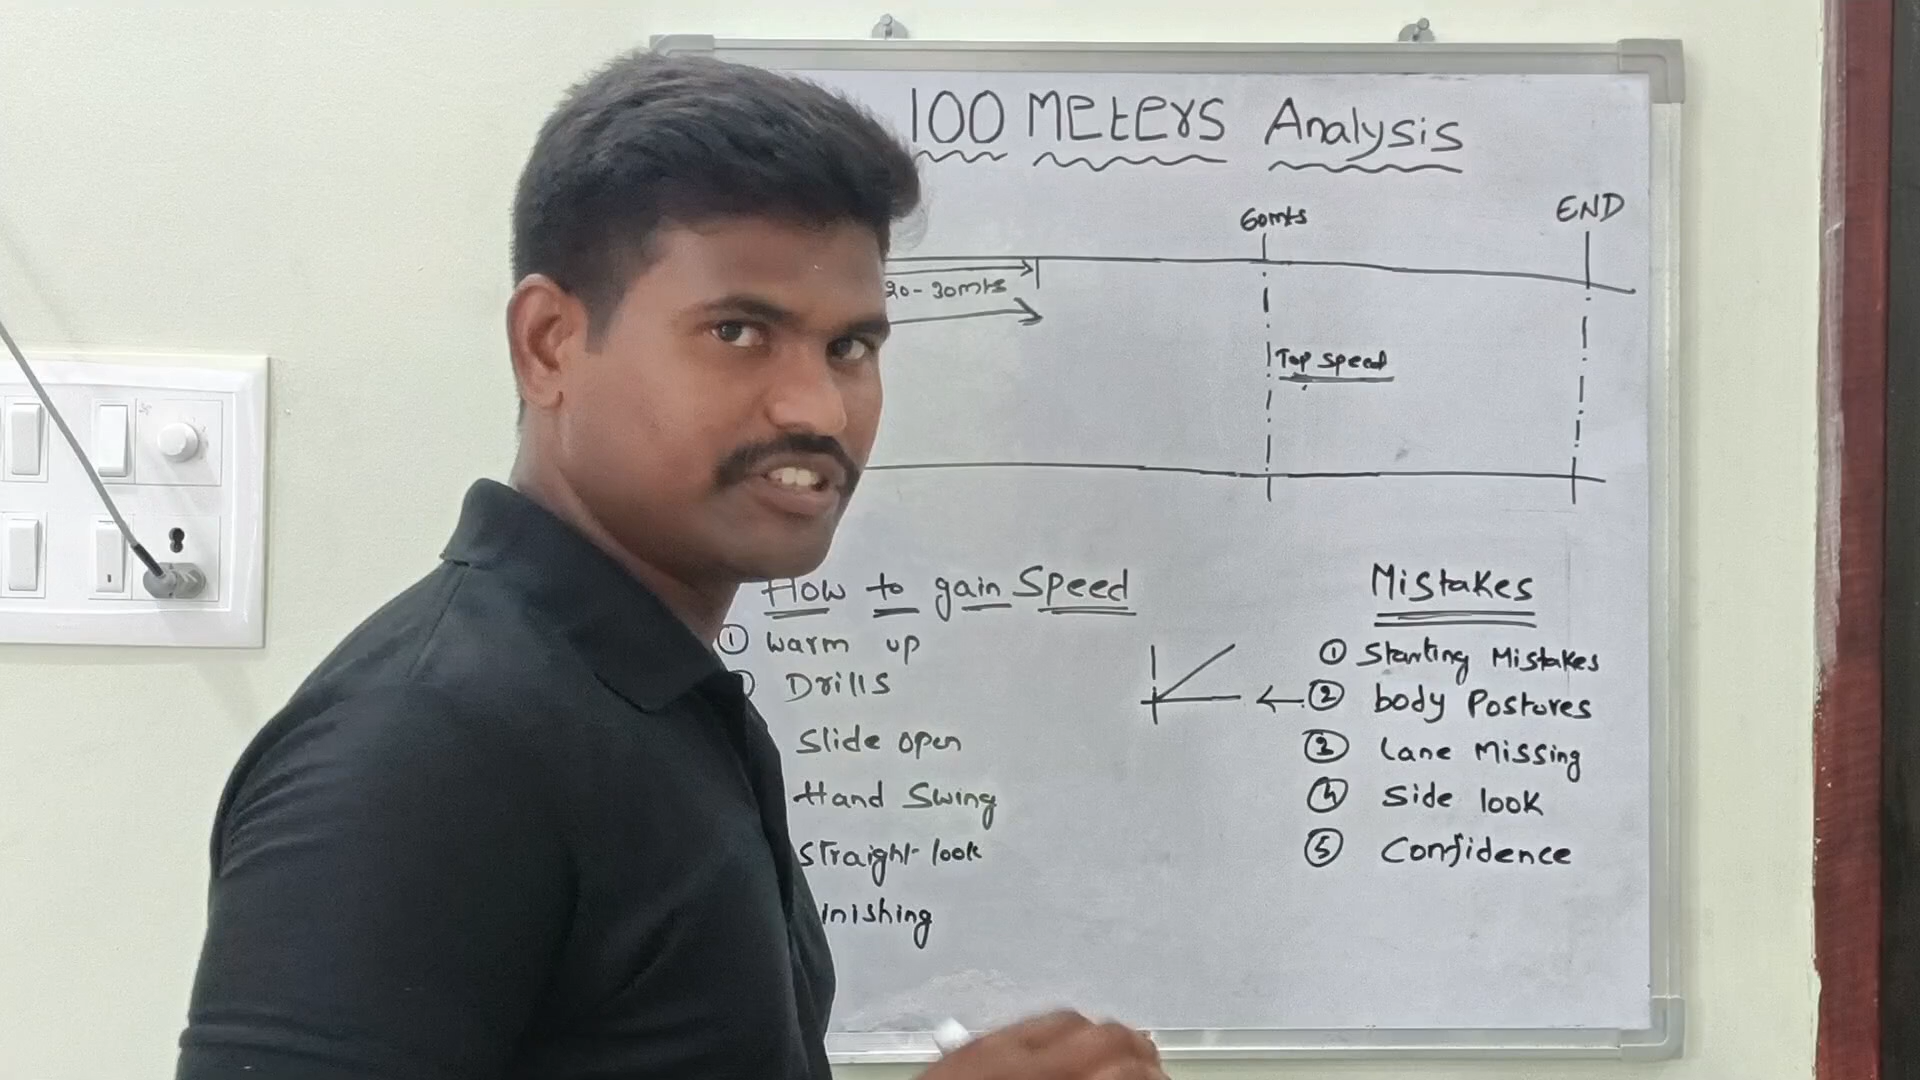 100 Meters Analysis
60mts
END
20-30mts
Top speed
How to gain Speed
① Warm up
Drills
Slide open
Hand Swing
Straight look
inishing
Mistakes
① Starting Mistakes
② body Postures
③ Lane Missing
④ Side look
⑤ Confidence